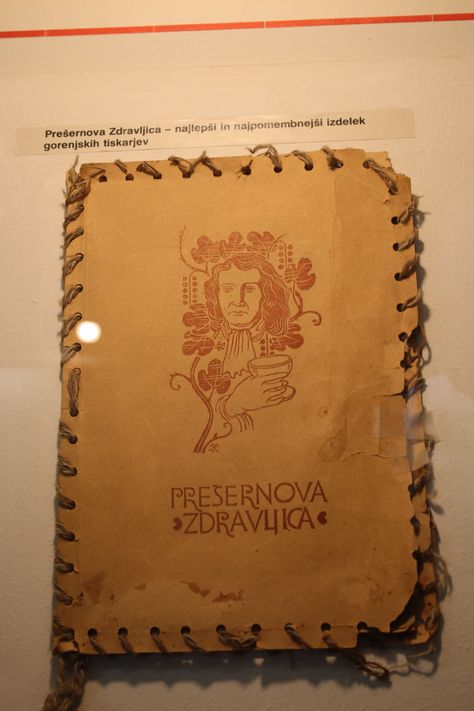 Prešernova Zdravljica – najlepši in najpomembnejši izdelek
gorenjskih tiskarjev
PREŠERNOVA
ZDRAVLJICA